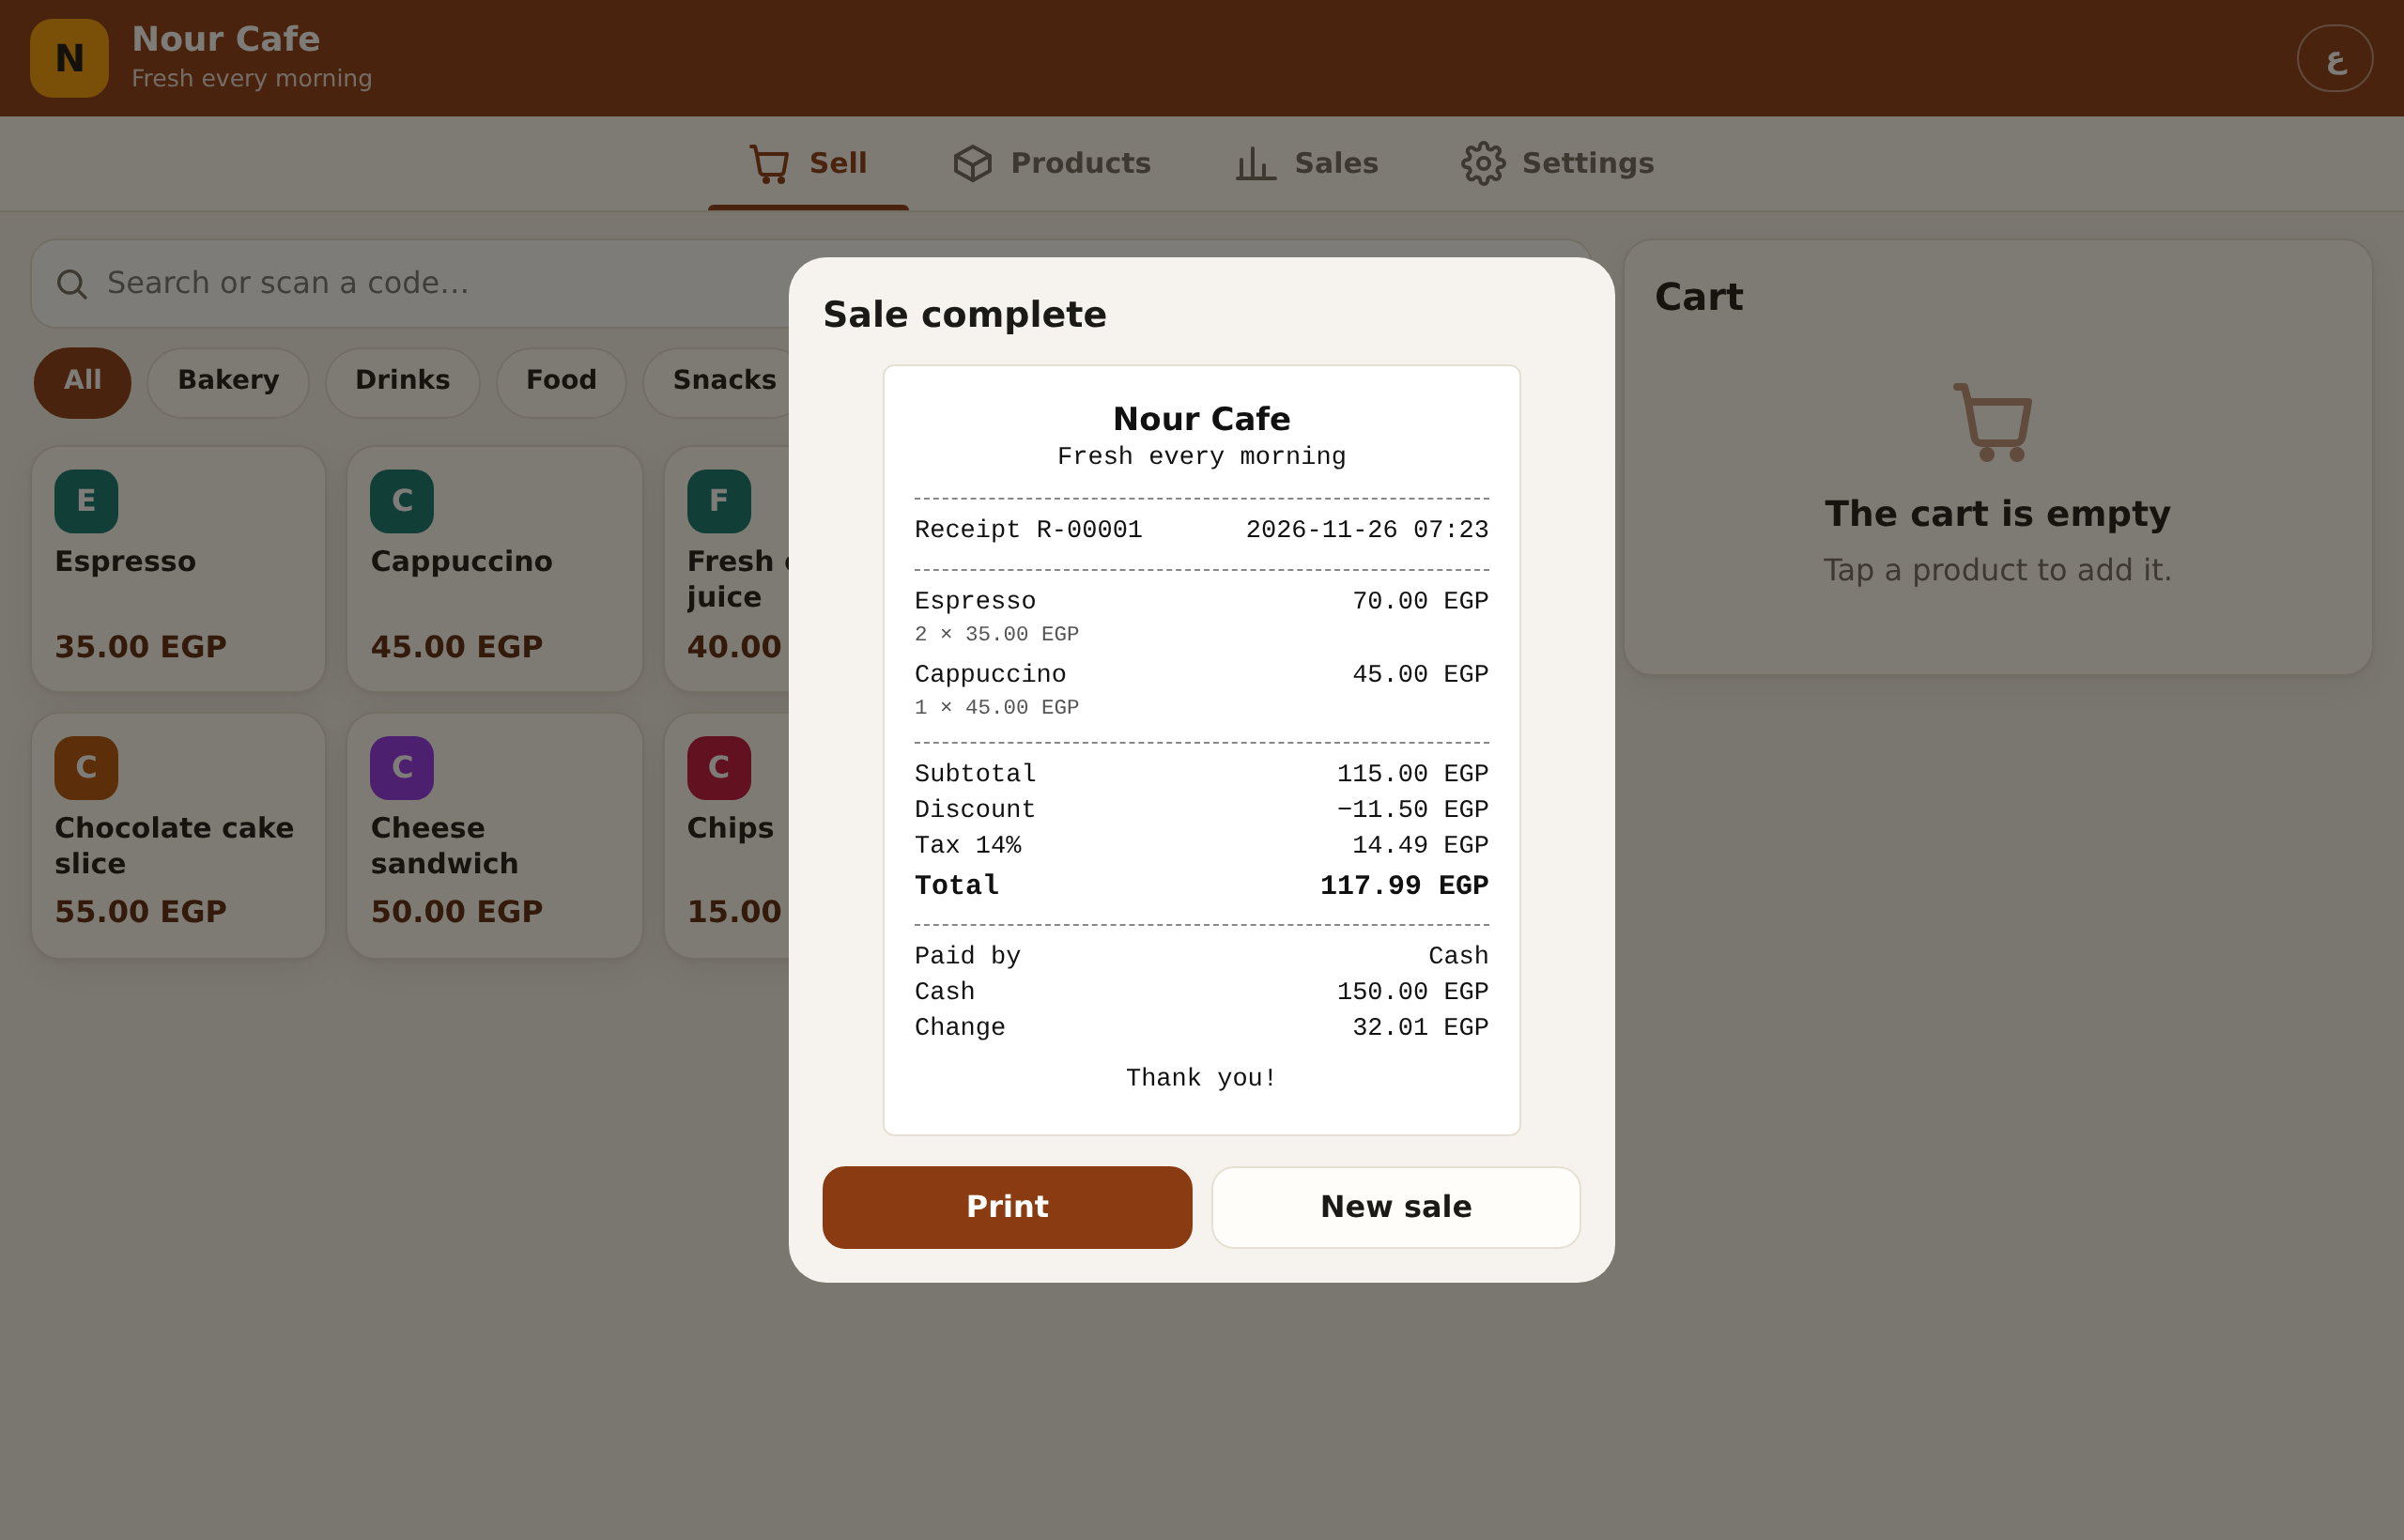 N
Nour Cafe
Fresh every morning
ع
Sell
Products
Sales
Settings
Search or scan a code...
All
Bakery
Drinks
Food
Snacks
E
Espresso
35.00 EGP
C
Cappuccino
45.00 EGP
F
Fresh
juice
40.00
C
Chocolate cake
slice
55.00 EGP
C
Cheese
sandwich
50.00 EGP
C
Chips
15.00
Cart
The cart is empty
Tap a product to add it.
Sale complete
Nour Cafe
Fresh every morning
Receipt R-00001 2026-11-26 07:23
Espresso 70.00 EGP
2 × 35.00 EGP
Cappuccino 45.00 EGP
1 × 45.00 EGP
Subtotal 115.00 EGP
Discount −11.50 EGP
Tax 14% 14.49 EGP
Total 117.99 EGP
Paid by Cash
Cash 150.00 EGP
Change 32.01 EGP
Thank you!
Print
New sale